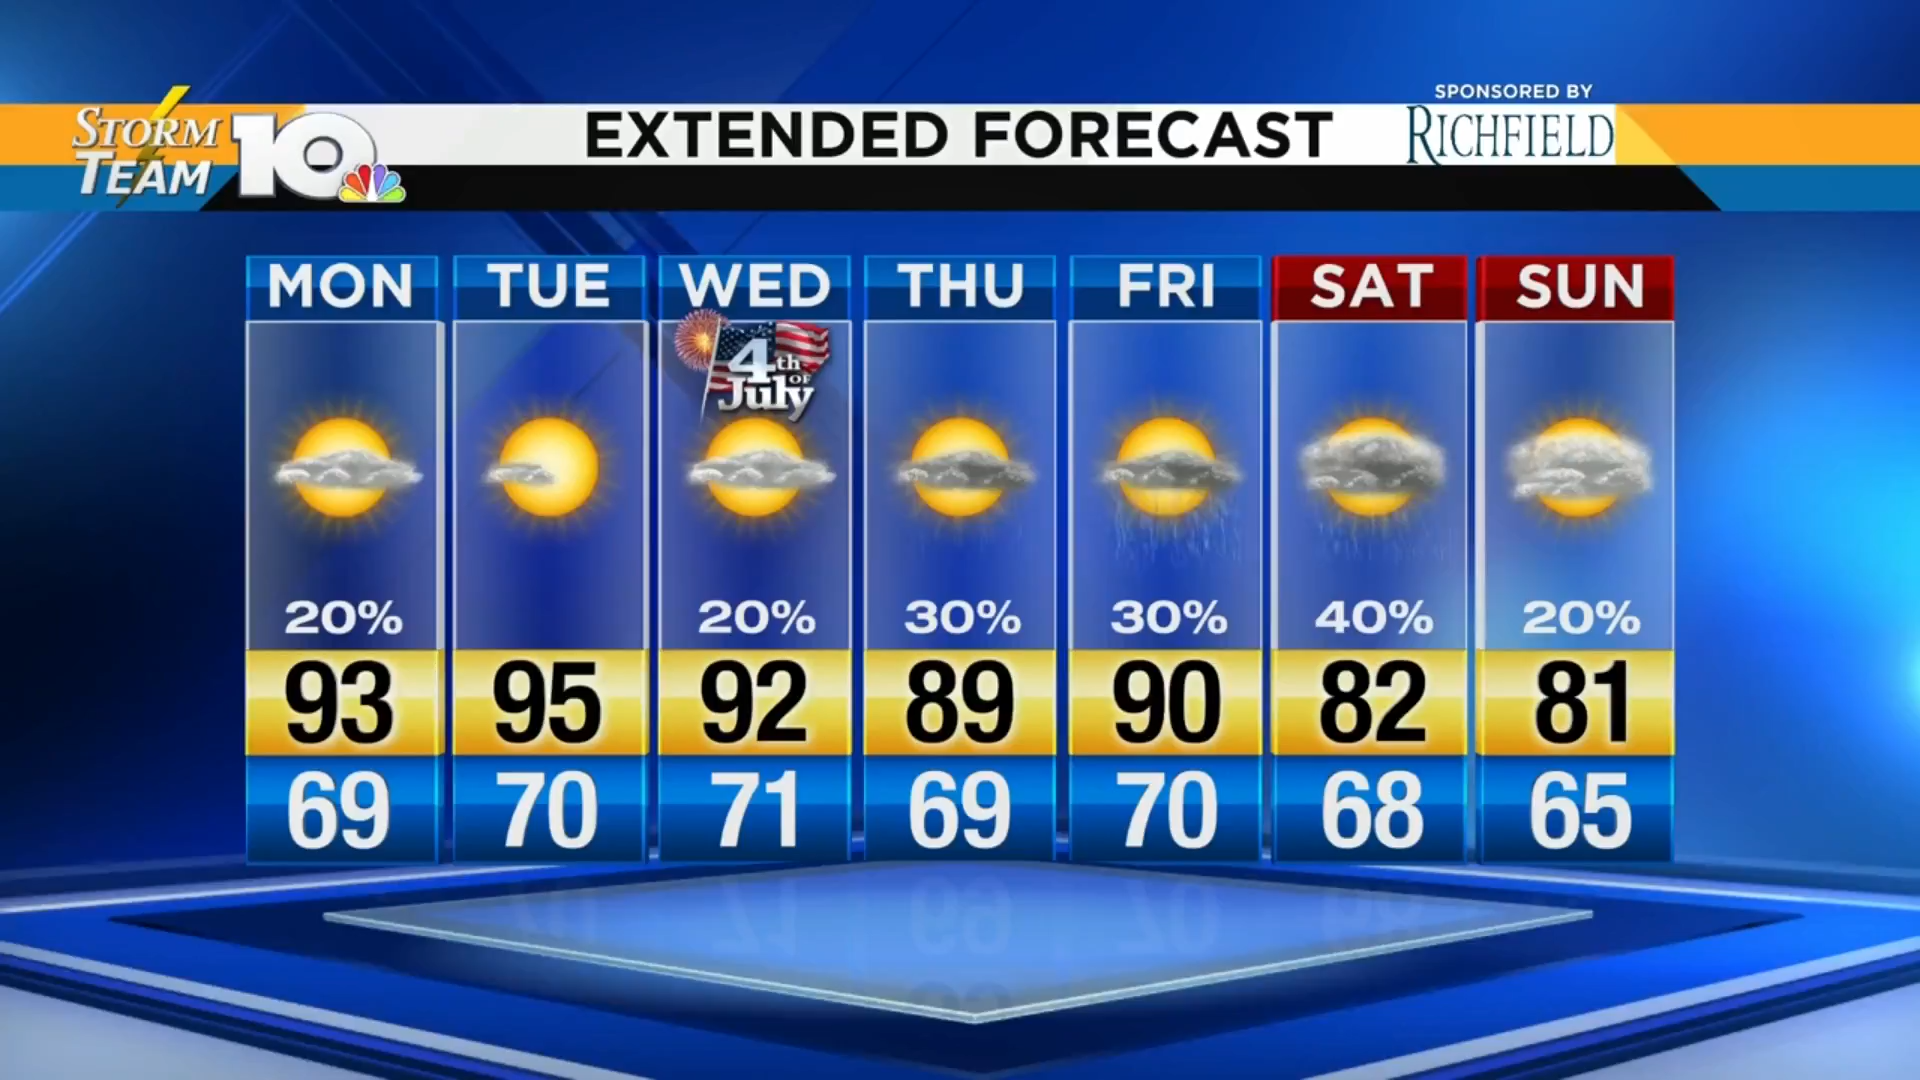 SPONSORED BY
STORM TEAM 10
EXTENDED FORECAST
RICHFIELD
MON TUE WED THU FRI SAT SUN
4th OF July
20% 20% 30% 30% 40% 20%
93 95 92 89 90 82 81
69 70 71 69 70 68 65